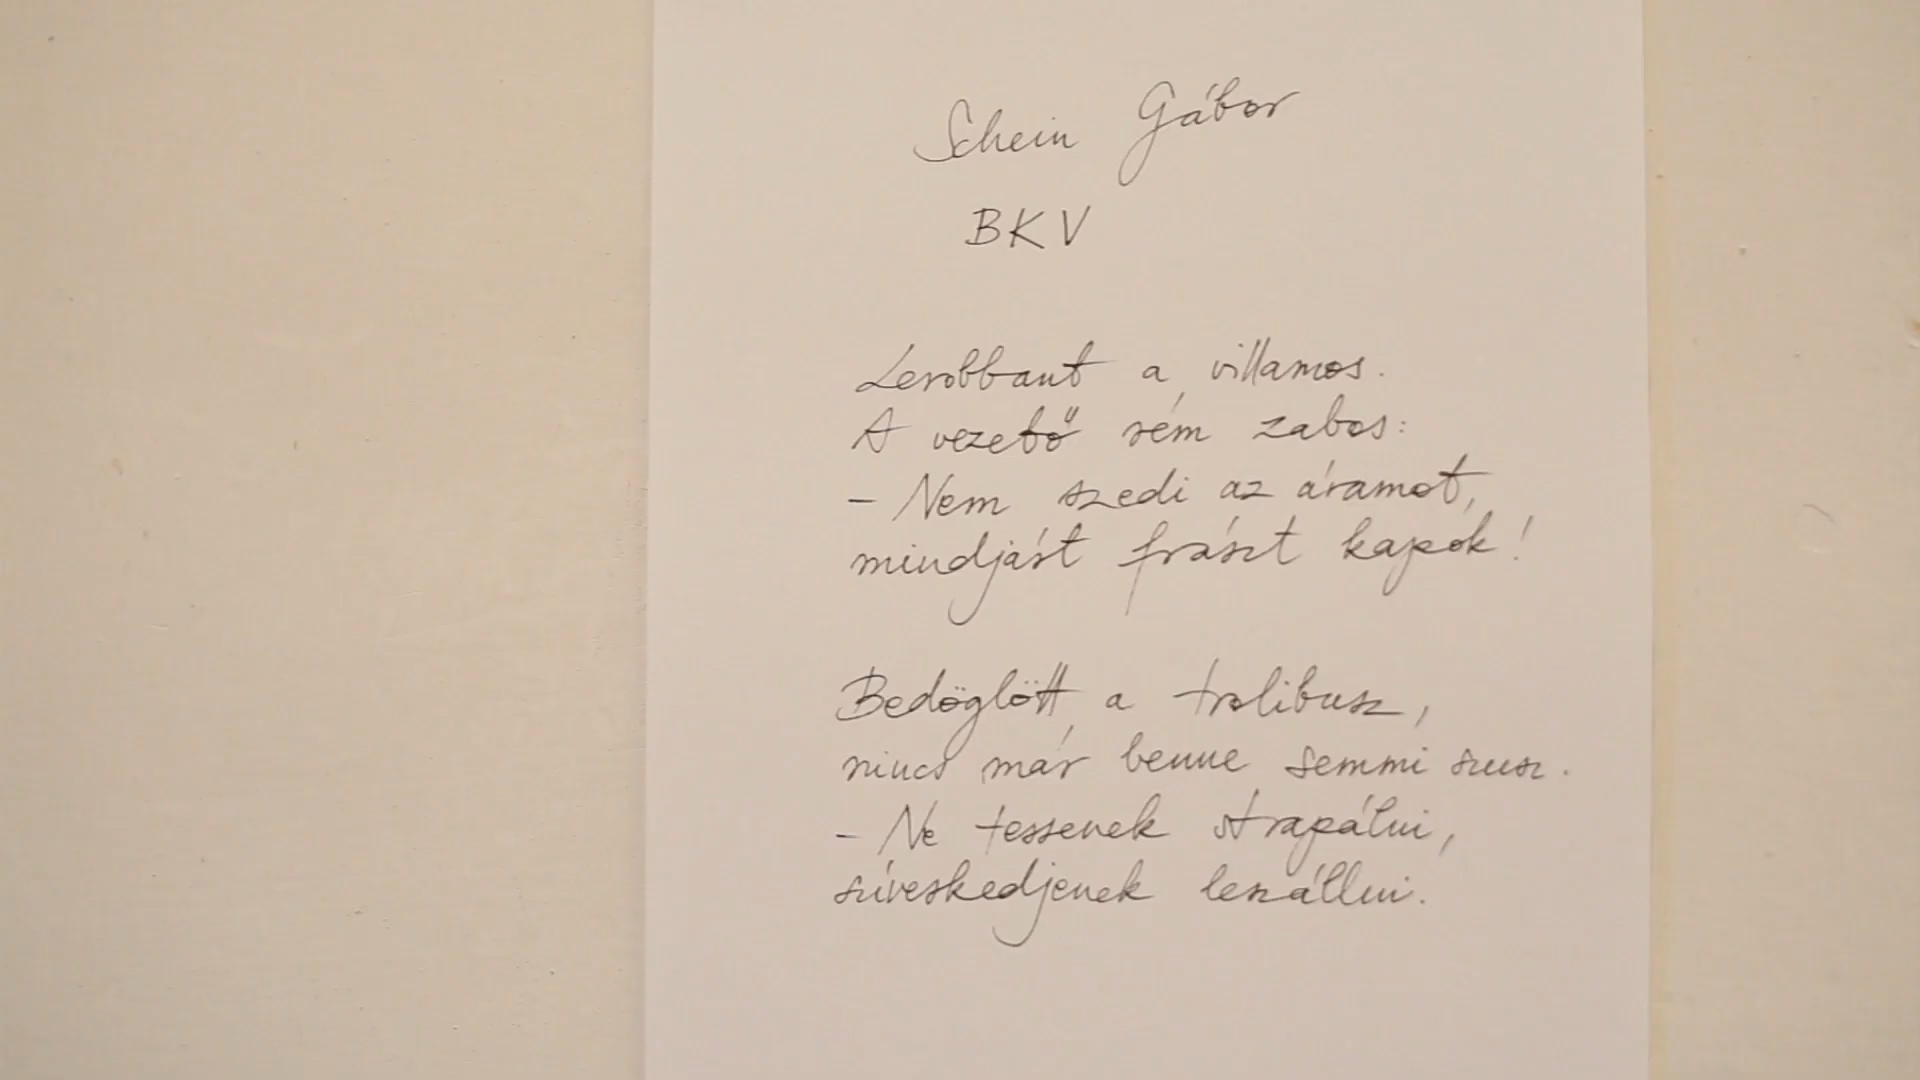 Schein Gábor
BKV
Lerobbant a villamos.
A vezető rém zabos:
– Nem szedi az áramot,
mindjárt frászt kapok!
Bedöglött a trolibusz,
nincs már benne semmi szusz.
– Ne tessenek strapálni,
szíveskedjenek leszállni.